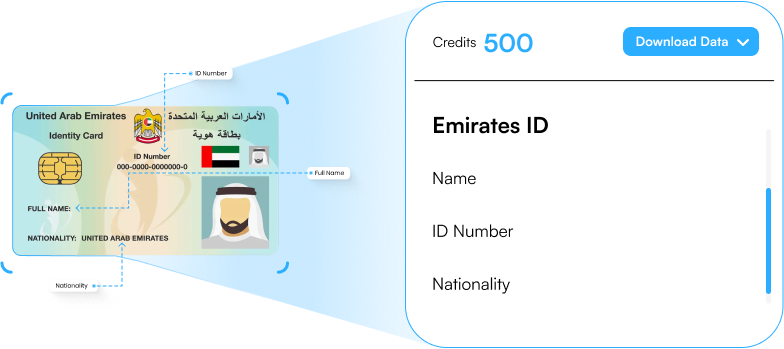 ID Number
United Arab Emirates
الأمارات العربية المتحدة
Identity Card
بطاقة هوية
ID Number
000-0000-0000000-0
Full Name
FULL NAME:
NATIONALITY: UNITED ARAB EMIRATES
Nationality
Credits 500
Download Data
Emirates ID
Name
ID Number
Nationality